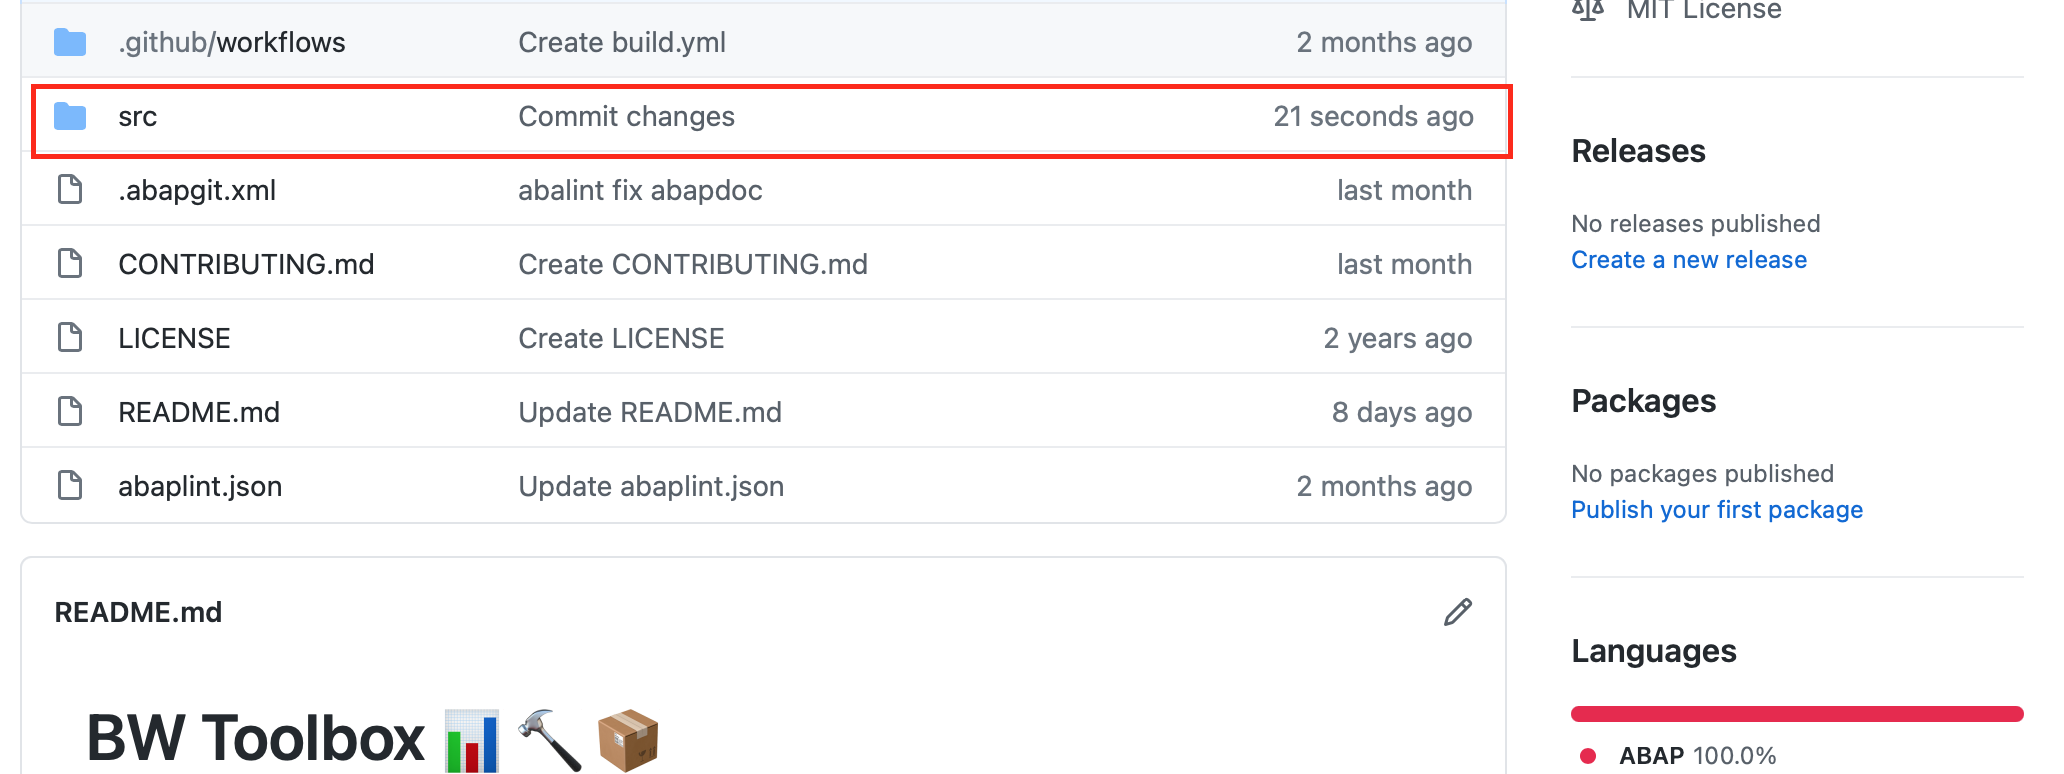 .github/workflows Create build.yml 2 months ago
src Commit changes 21 seconds ago
.abapgit.xml abalint fix abapdoc last month
CONTRIBUTING.md Create CONTRIBUTING.md last month
LICENSE Create LICENSE 2 years ago
README.md Update README.md 8 days ago
abaplint.json Update abaplint.json 2 months ago
README.md
BW Toolbox
MIT License
Releases
No releases published
Create a new release
Packages
No packages published
Publish your first package
Languages
ABAP 100.0%